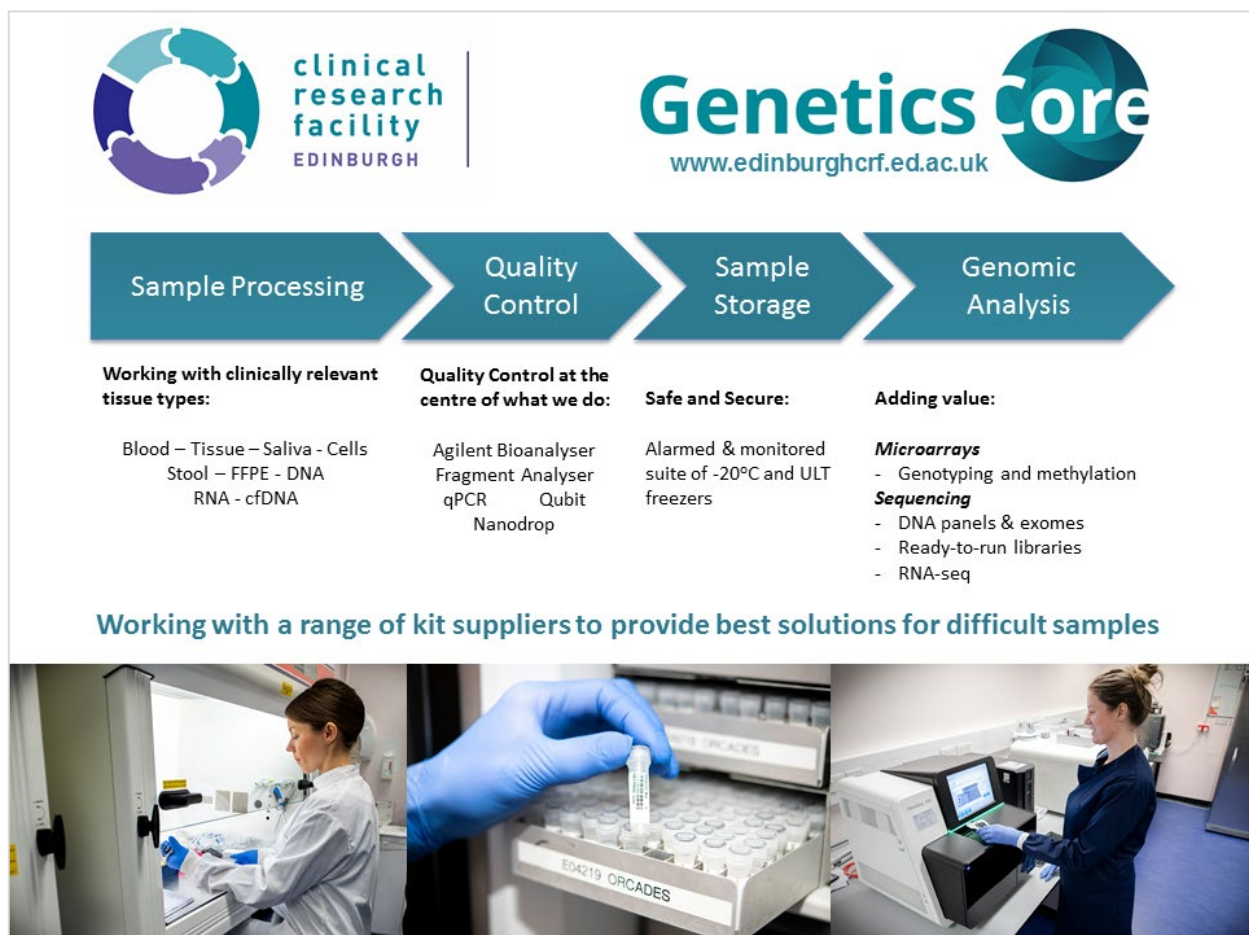 clinical
research
facility
EDINBURGH
Genetics Core
www.edinburghcrf.ed.ac.uk
Sample Processing
Quality
Control
Sample
Storage
Genomic
Analysis
Working with clinically relevant
tissue types:
Blood – Tissue – Saliva - Cells
Stool – FFPE - DNA
RNA - cfDNA
Quality Control at the
centre of what we do:
Agilent Bioanalyser
Fragment Analyser
qPCR Qubit
Nanodrop
Safe and Secure:
Alarmed & monitored
suite of -20°C and ULT
freezers
Adding value:
Microarrays
- Genotyping and methylation
Sequencing
- DNA panels & exomes
- Ready-to-run libraries
- RNA-seq
Working with a range of kit suppliers to provide best solutions for difficult samples
ORCADES
E04219 ORCADES